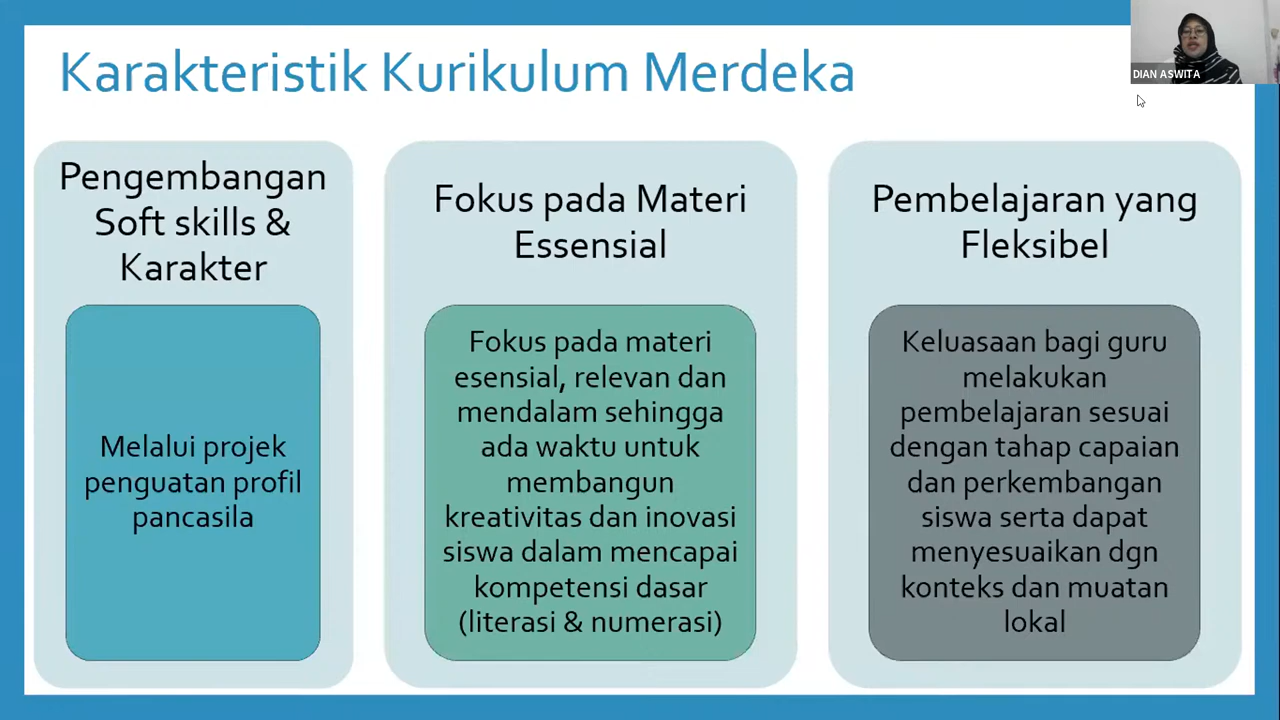 Karakteristik Kurikulum Merdeka
DIAN ASWITA
Pengembangan
Soft skills &
Karakter
Melalui projek
penguatan profil
pancasila
Fokus pada Materi
Essensial
Fokus pada materi
esensial, relevan dan
mendalam sehingga
ada waktu untuk
membangun
kreativitas dan inovasi
siswa dalam mencapai
kompetensi dasar
(literasi & numerasi)
Pembelajaran yang
Fleksibel
Keluasaan bagi guru
melakukan
pembelajaran sesuai
dengan tahap capaian
dan perkembangan
siswa serta dapat
menyesuaikan dgn
konteks dan muatan
lokal